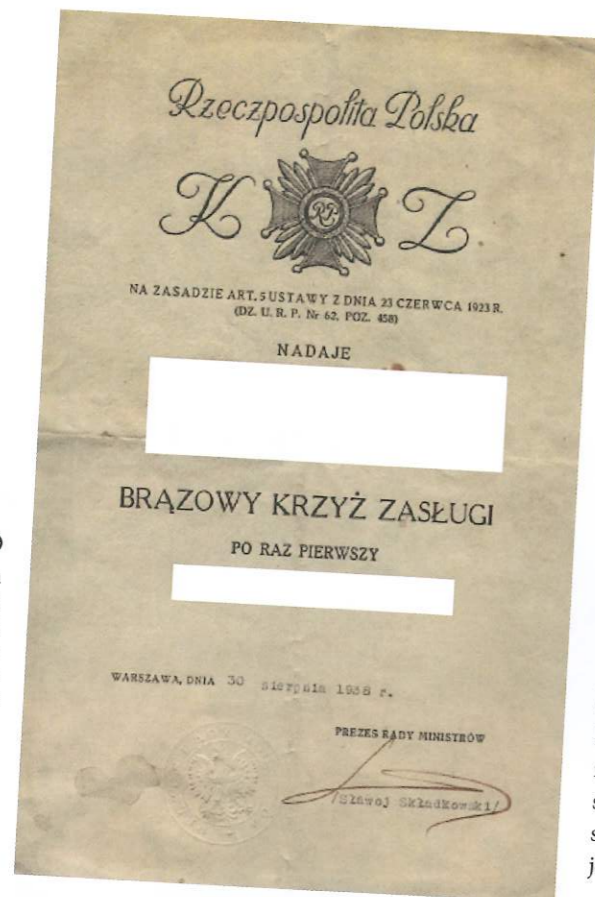 Rzeczpospolita Polska
K RP Z
NA ZASADZIE ART. 5 USTAWY Z DNIA 23 CZERWCA 1923 R.
(DZ. U. R. P. Nr 62, POZ. 458)
NADAJE
BRĄZOWY KRZYŻ ZASŁUGI
PO RAZ PIERWSZY
WARSZAWA, DNIA 30 sierpnia 1938 r.
PREZES RADY MINISTRÓW
/Sławoj Składkowski/